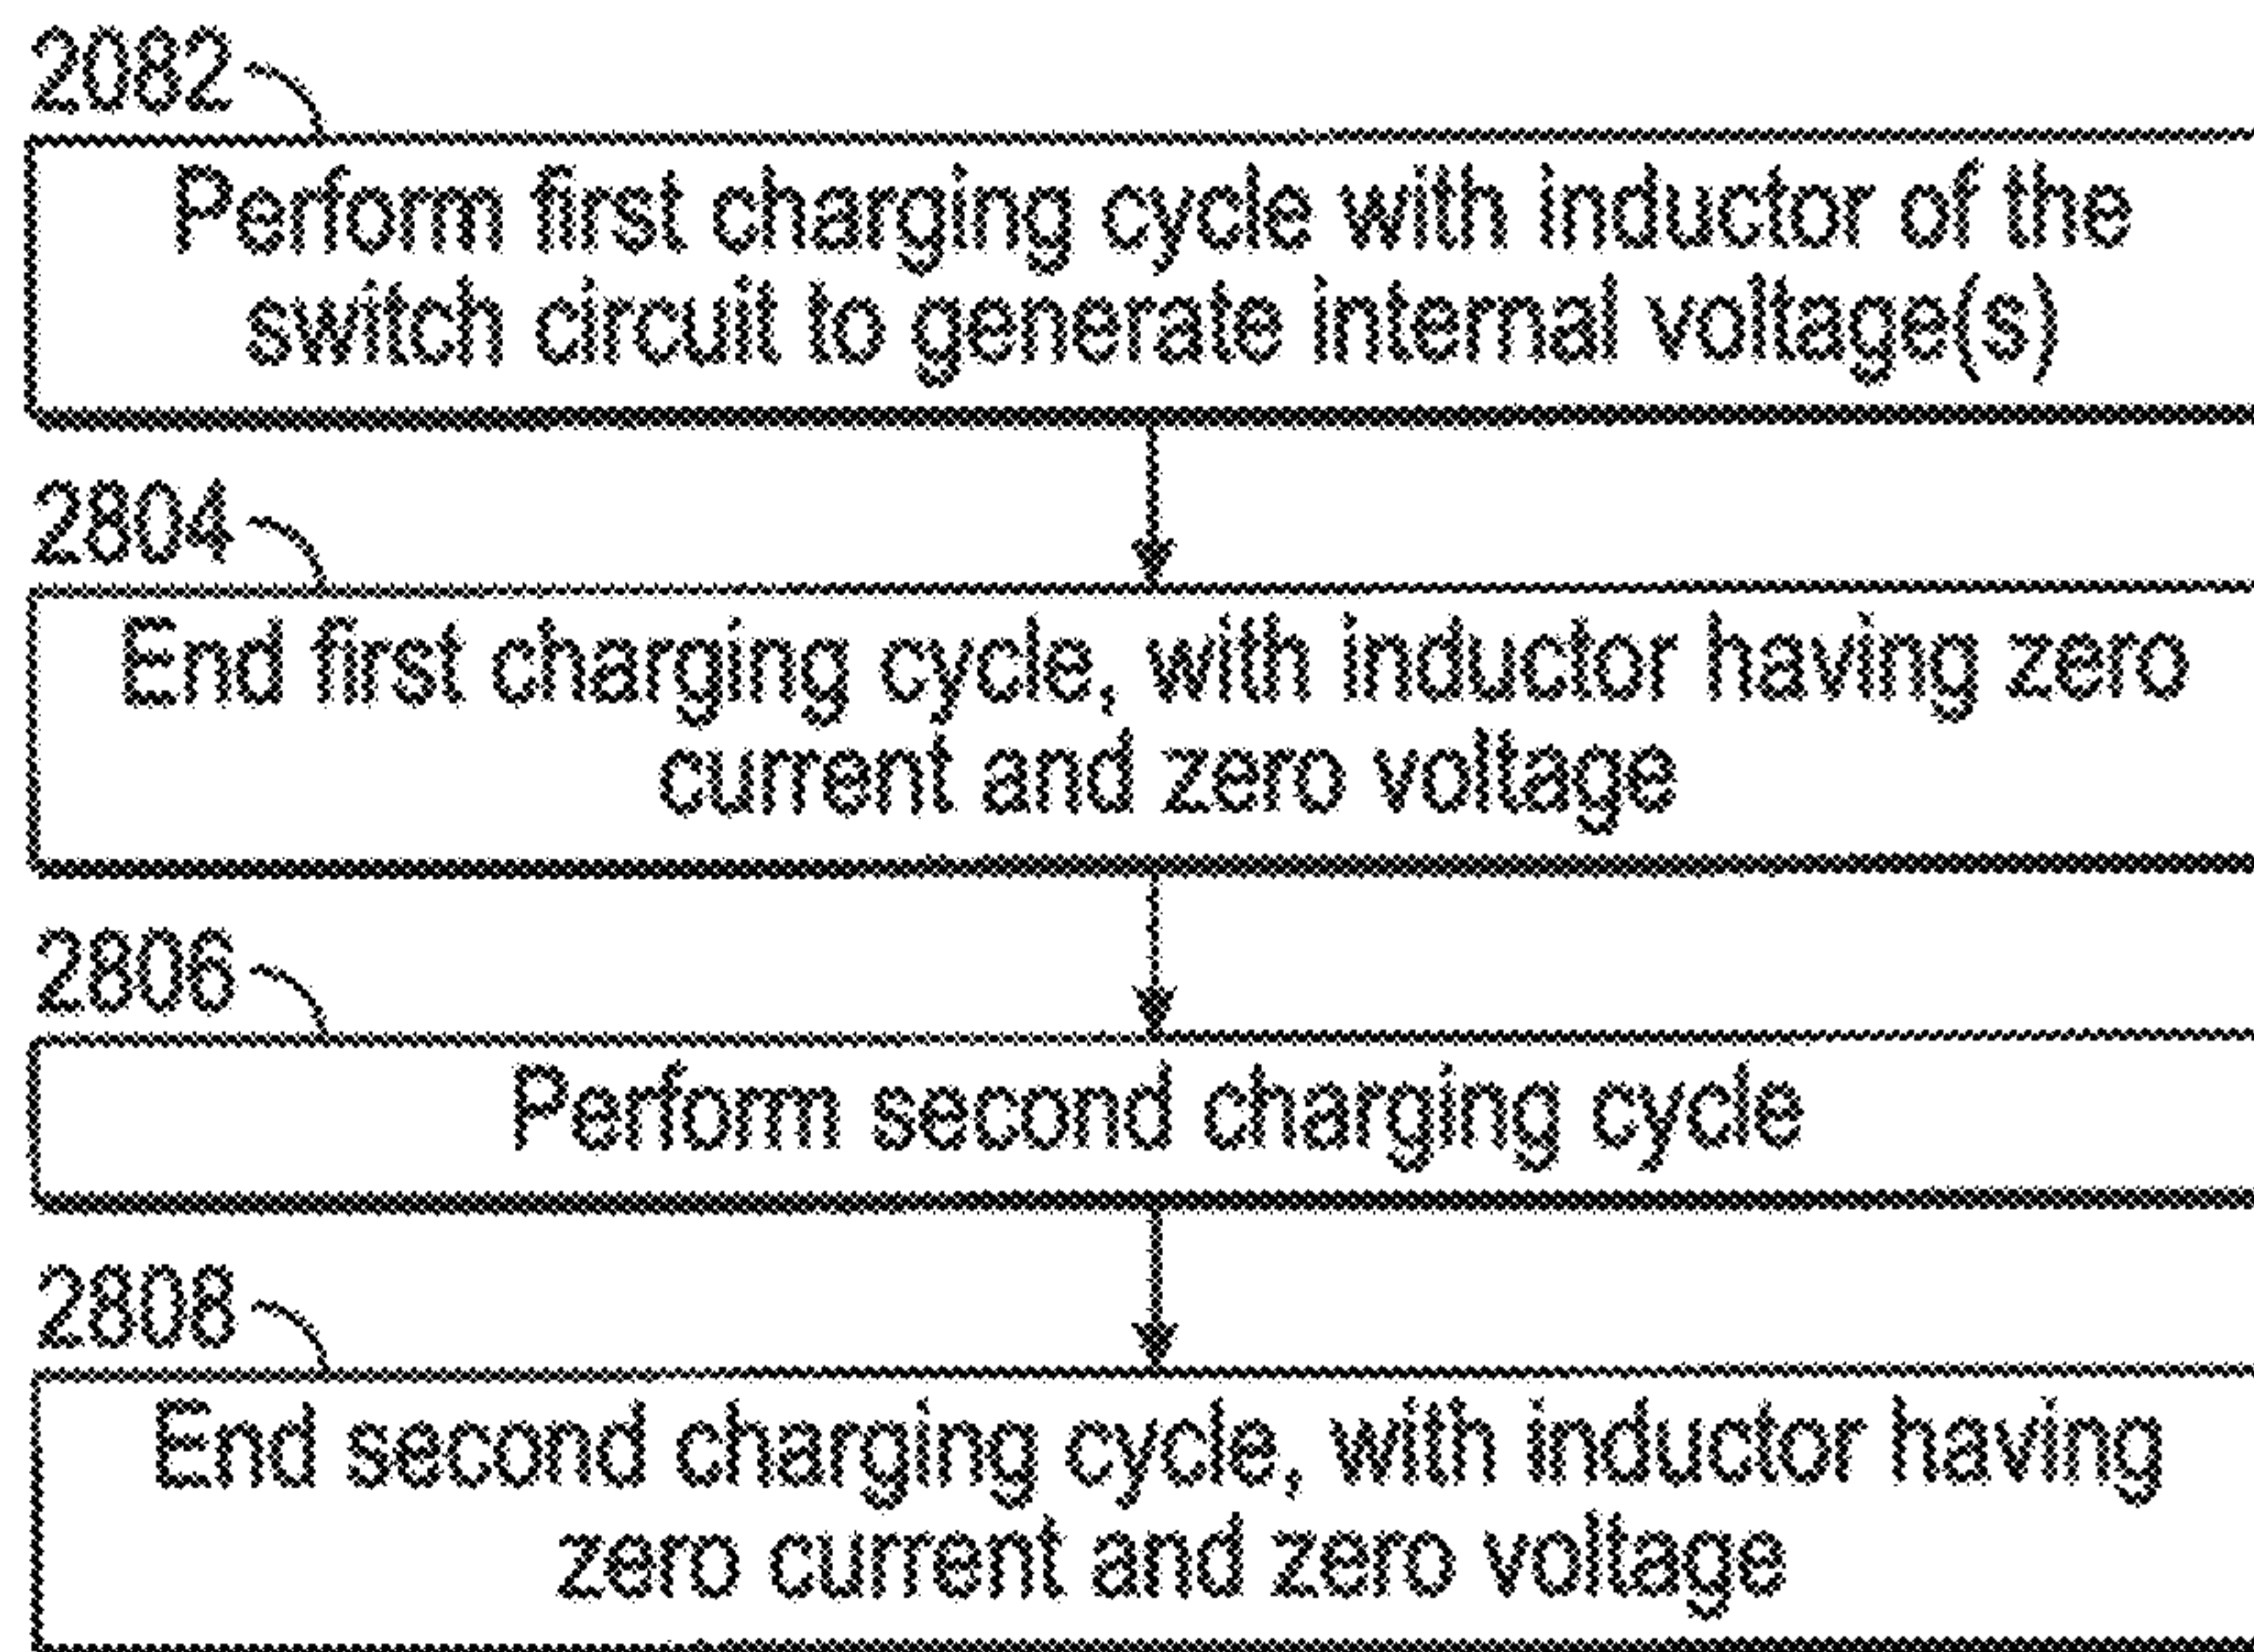 2082
Perform first charging cycle with inductor of the
switch circuit to generate internal voltage(s)
2804
End first charging cycle, with inductor having zero
current and zero voltage
2806
Perform second charging cycle
2808
End second charging cycle, with inductor having
zero current and zero voltage